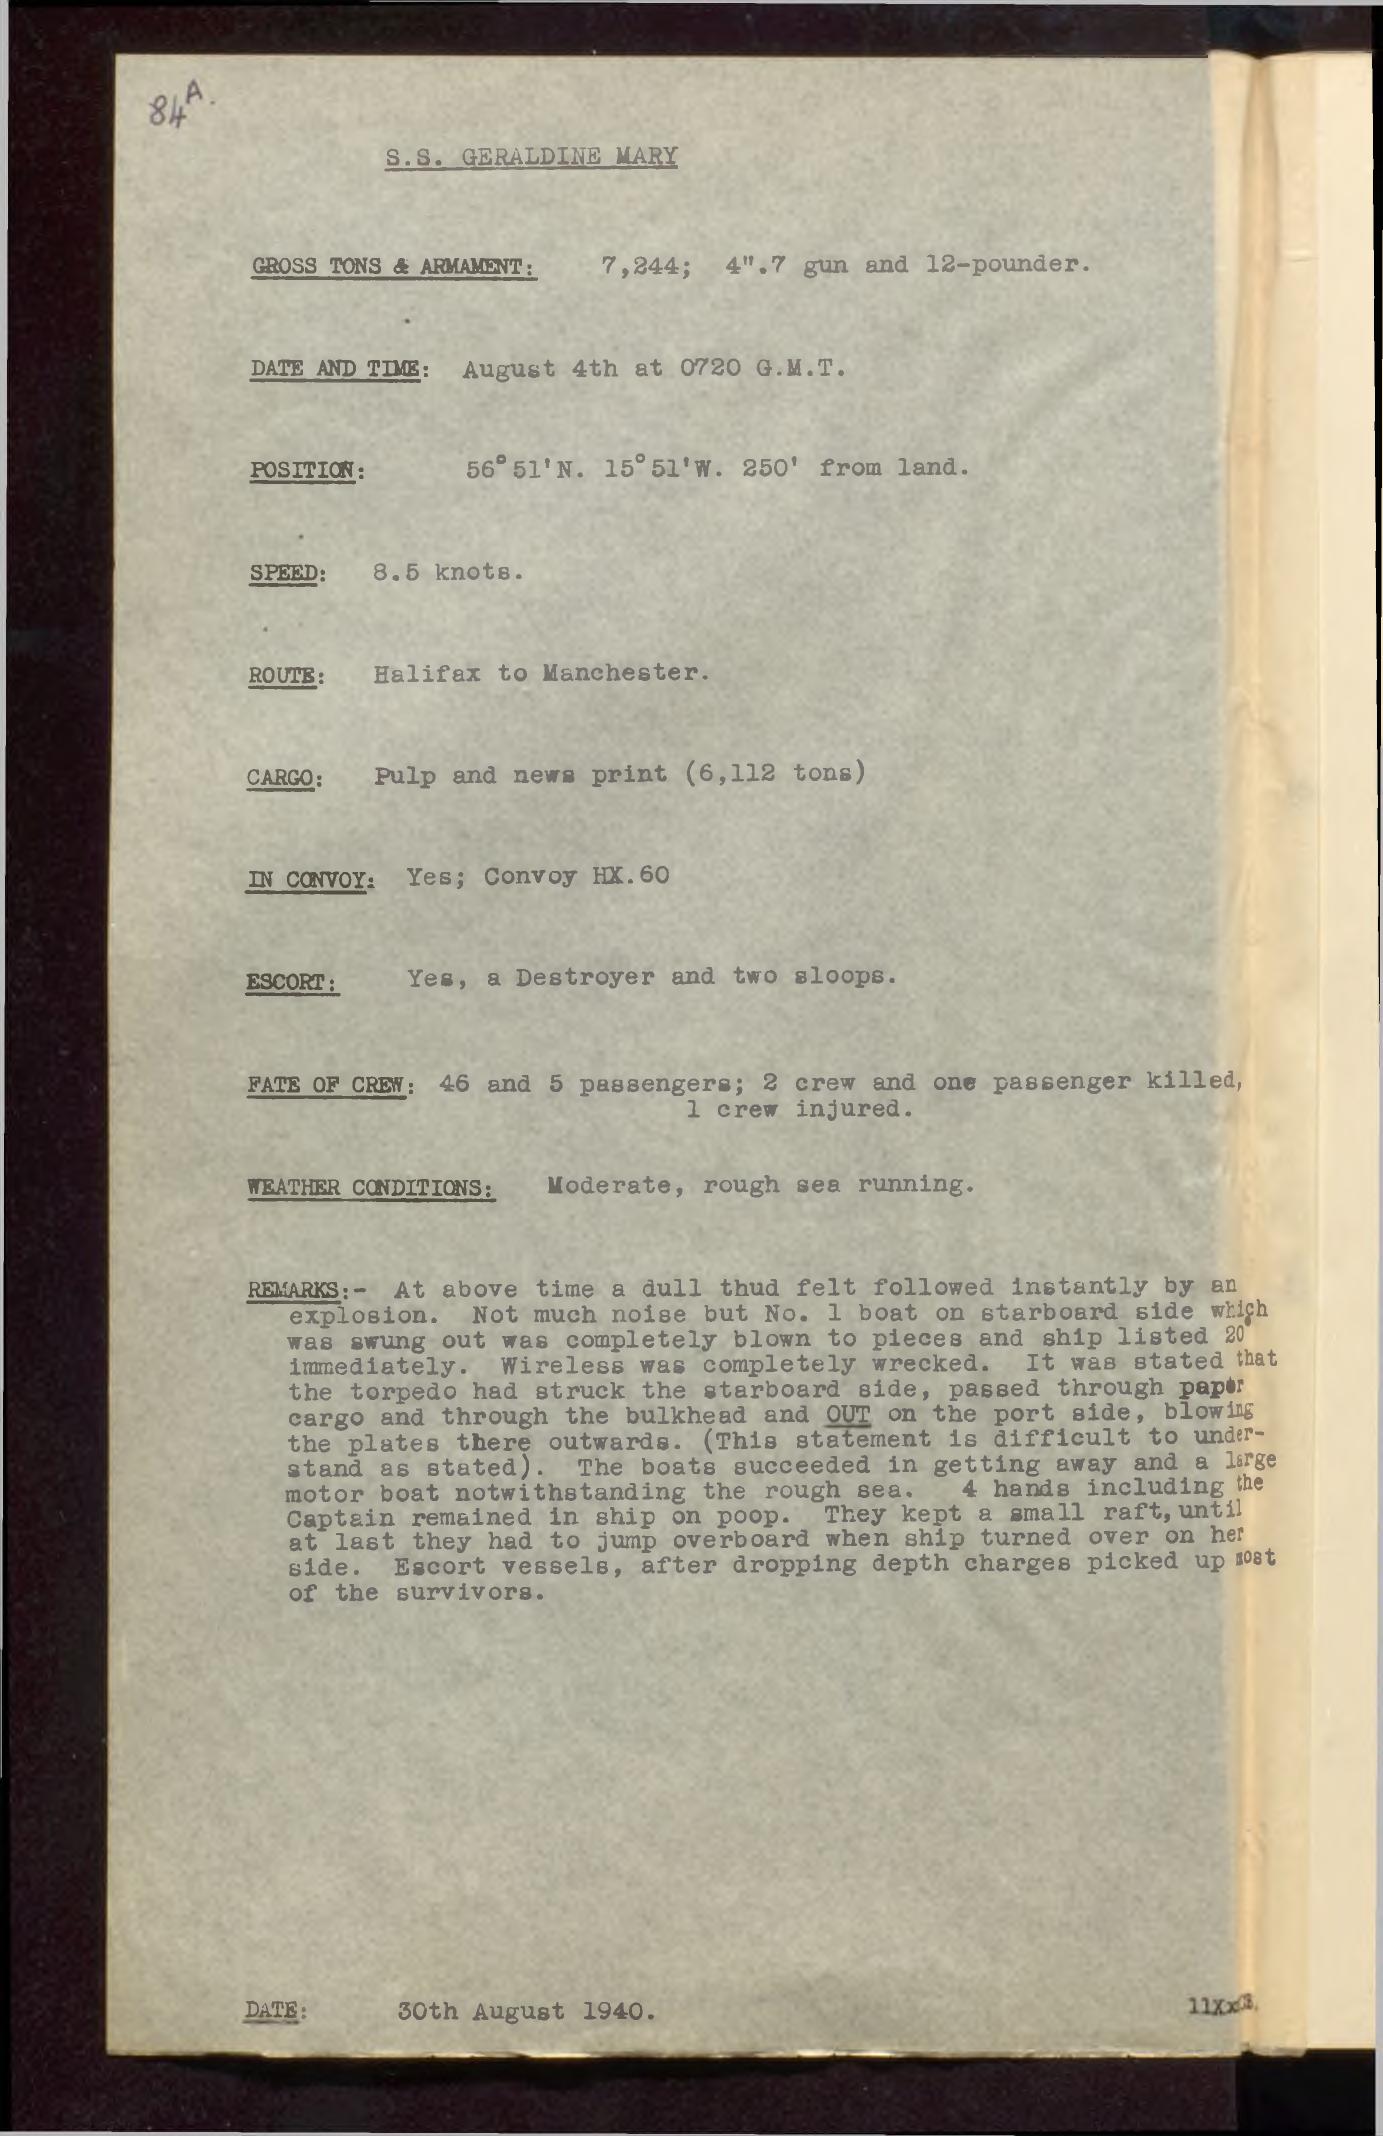 84A.
S.S. GERALDINE MARY
GROSS TONS & ARMAMENT: 7,244; 4".7 gun and 12-pounder.
DATE AND TIME: August 4th at 0720 G.M.T.
POSITION: 56°51'N. 15°51'W. 250' from land.
SPEED: 8.5 knots.
ROUTE: Halifax to Manchester.
CARGO: Pulp and news print (6,112 tons)
IN CONVOY: Yes; Convoy HX.60
ESCORT: Yes, a Destroyer and two sloops.
FATE OF CREW: 46 and 5 passengers; 2 crew and one passenger killed,
1 crew injured.
WEATHER CONDITIONS: Moderate, rough sea running.
REMARKS:- At above time a dull thud felt followed instantly by an
explosion. Not much noise but No. 1 boat on starboard side which
was swung out was completely blown to pieces and ship listed 20°
immediately. Wireless was completely wrecked. It was stated that
the torpedo had struck the starboard side, passed through paper
cargo and through the bulkhead and OUT on the port side, blowing
the plates there outwards. (This statement is difficult to under-
stand as stated). The boats succeeded in getting away and a large
motor boat notwithstanding the rough sea. 4 hands including the
Captain remained in ship on poop. They kept a small raft, until
at last they had to jump overboard when ship turned over on her
side. Escort vessels, after dropping depth charges picked up most
of the survivors.
DATE: 30th August 1940.